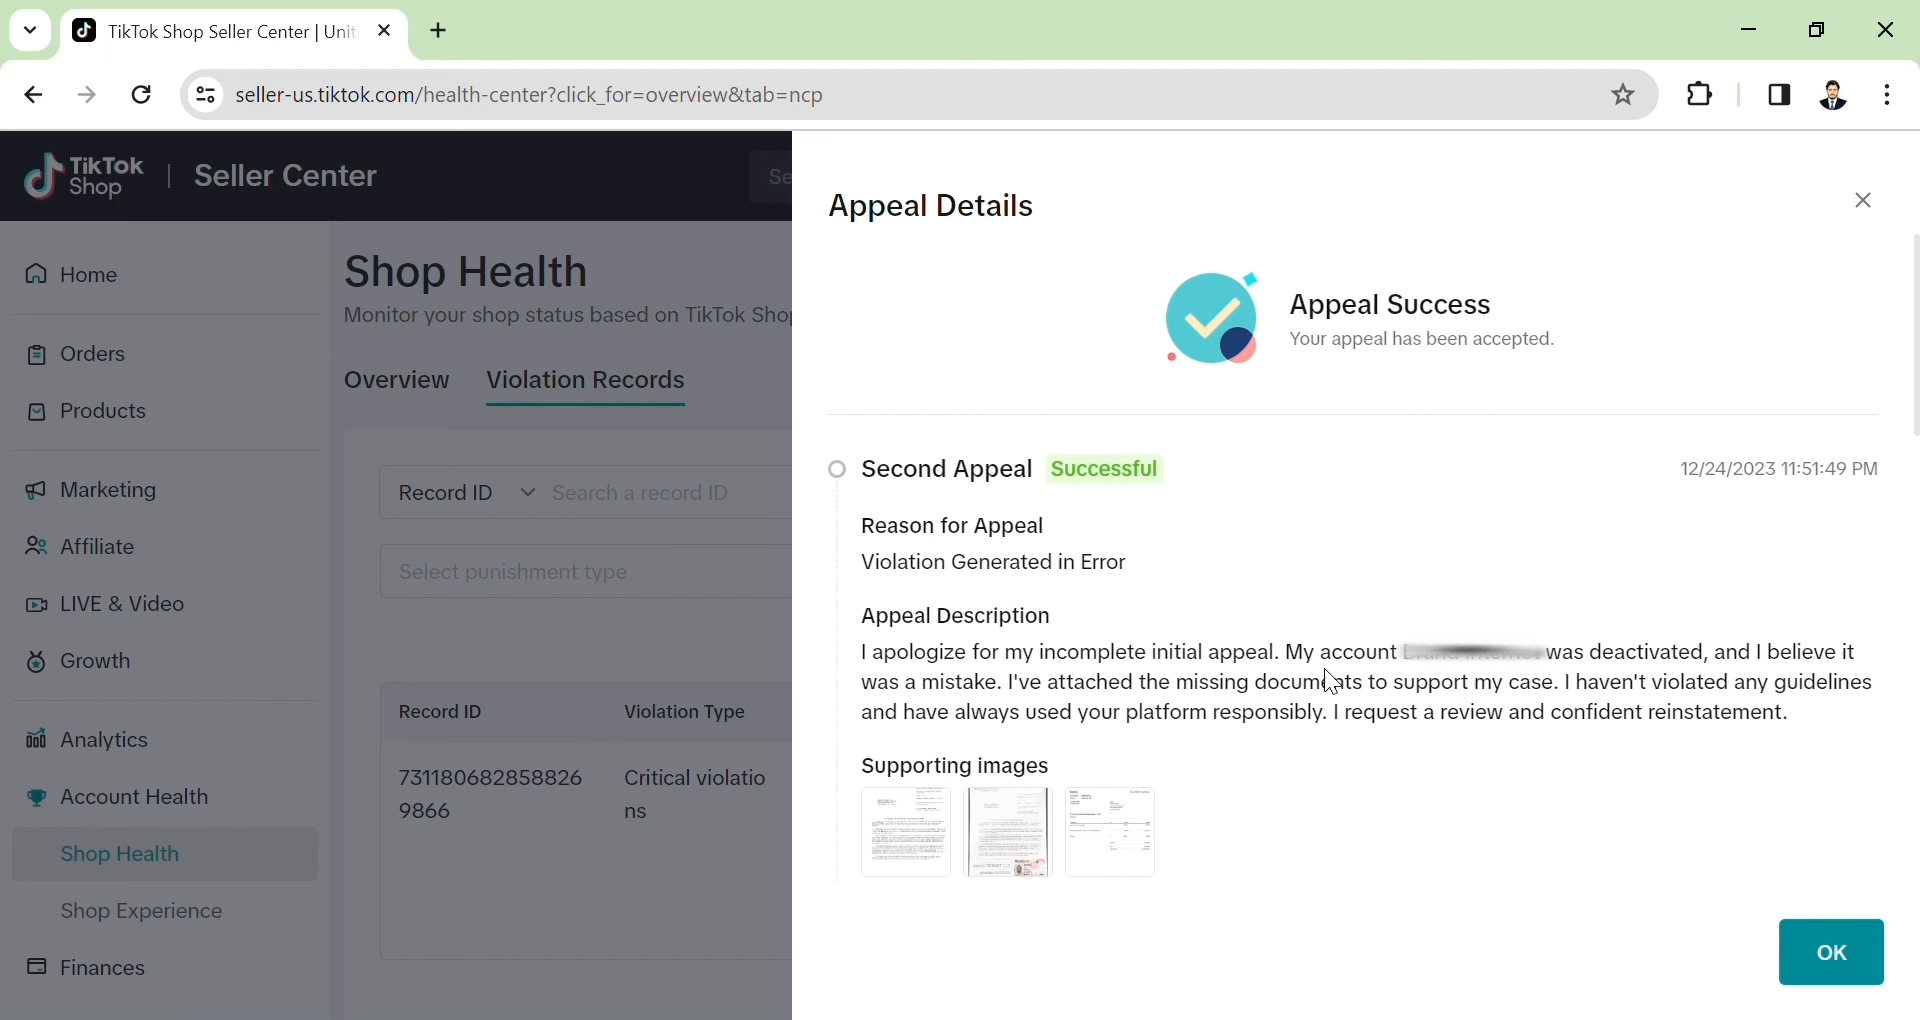 TikTok Shop Seller Center | Unit
seller-us.tiktok.com/health-center?click_for=overview&tab=ncp
TikTok Shop | Seller Center
Se
Home
Orders
Products
Marketing
Affiliate
LIVE & Video
Growth
Analytics
Account Health
Shop Health
Shop Experience
Finances
Shop Health
Monitor your shop status based on TikTok Shop
Overview Violation Records
Record ID Search a record ID
Select punishment type
Record ID Violation Type
731180682858826 Critical violatio
9866 ns
Appeal Details
Appeal Success
Your appeal has been accepted.
Second Appeal Successful 12/24/2023 11:51:49 PM
Reason for Appeal
Violation Generated in Error
Appeal Description
I apologize for my incomplete initial appeal. My account was deactivated, and I believe it
was a mistake. I've attached the missing documents to support my case. I haven't violated any guidelines
and have always used your platform responsibly. I request a review and confident reinstatement.
Supporting images
OK